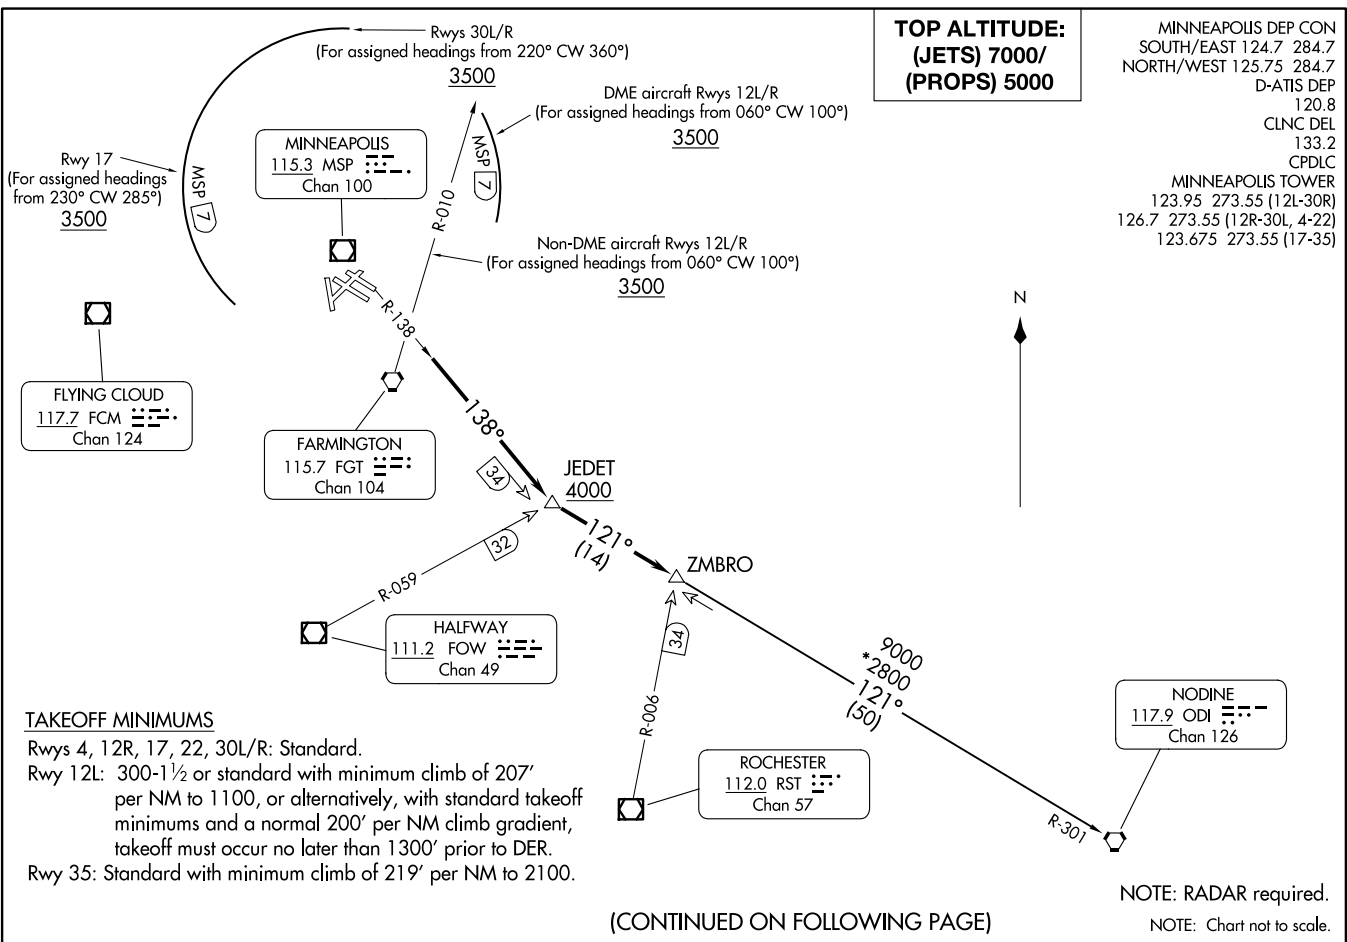 TOP ALTITUDE:
(JETS) 7000/
(PROPS) 5000
MINNEAPOLIS DEP CON
SOUTH/EAST 124.7 284.7
NORTH/WEST 125.75 284.7
D-ATIS DEP
120.8
CLNC DEL
133.2
CPDLC
MINNEAPOLIS TOWER
123.95 273.55 (12L-30R)
126.7 273.55 (12R-30L, 4-22)
123.675 273.55 (17-35)
Rwys 30L/R
(For assigned headings from 220° CW 360°)
3500
DME aircraft Rwys 12L/R
(For assigned headings from 060° CW 100°)
3500
MINNEAPOLIS
115.3 MSP
Chan 100
Rwy 17
(For assigned headings
from 230° CW 285°)
3500
MSP 7
MSP 7
R-010
Non-DME aircraft Rwys 12L/R
(For assigned headings from 060° CW 100°)
3500
N
R-138
FLYING CLOUD
117.7 FCM
Chan 124
138°
FARMINGTON
115.7 FGT
Chan 104
34
JEDET
4000
32
121°
(14)
ZMBRO
R-059
HALFWAY
111.2 FOW
Chan 49
34
R-006
9000
*2800
121°
(50)
NODINE
117.9 ODI
Chan 126
ROCHESTER
112.0 RST
Chan 57
R-301
TAKEOFF MINIMUMS
Rwys 4, 12R, 17, 22, 30L/R: Standard.
Rwy 12L: 300-1½ or standard with minimum climb of 207'
per NM to 1100, or alternatively, with standard takeoff
minimums and a normal 200' per NM climb gradient,
takeoff must occur no later than 1300' prior to DER.
Rwy 35: Standard with minimum climb of 219' per NM to 2100.
NOTE: RADAR required.
(CONTINUED ON FOLLOWING PAGE)
NOTE: Chart not to scale.